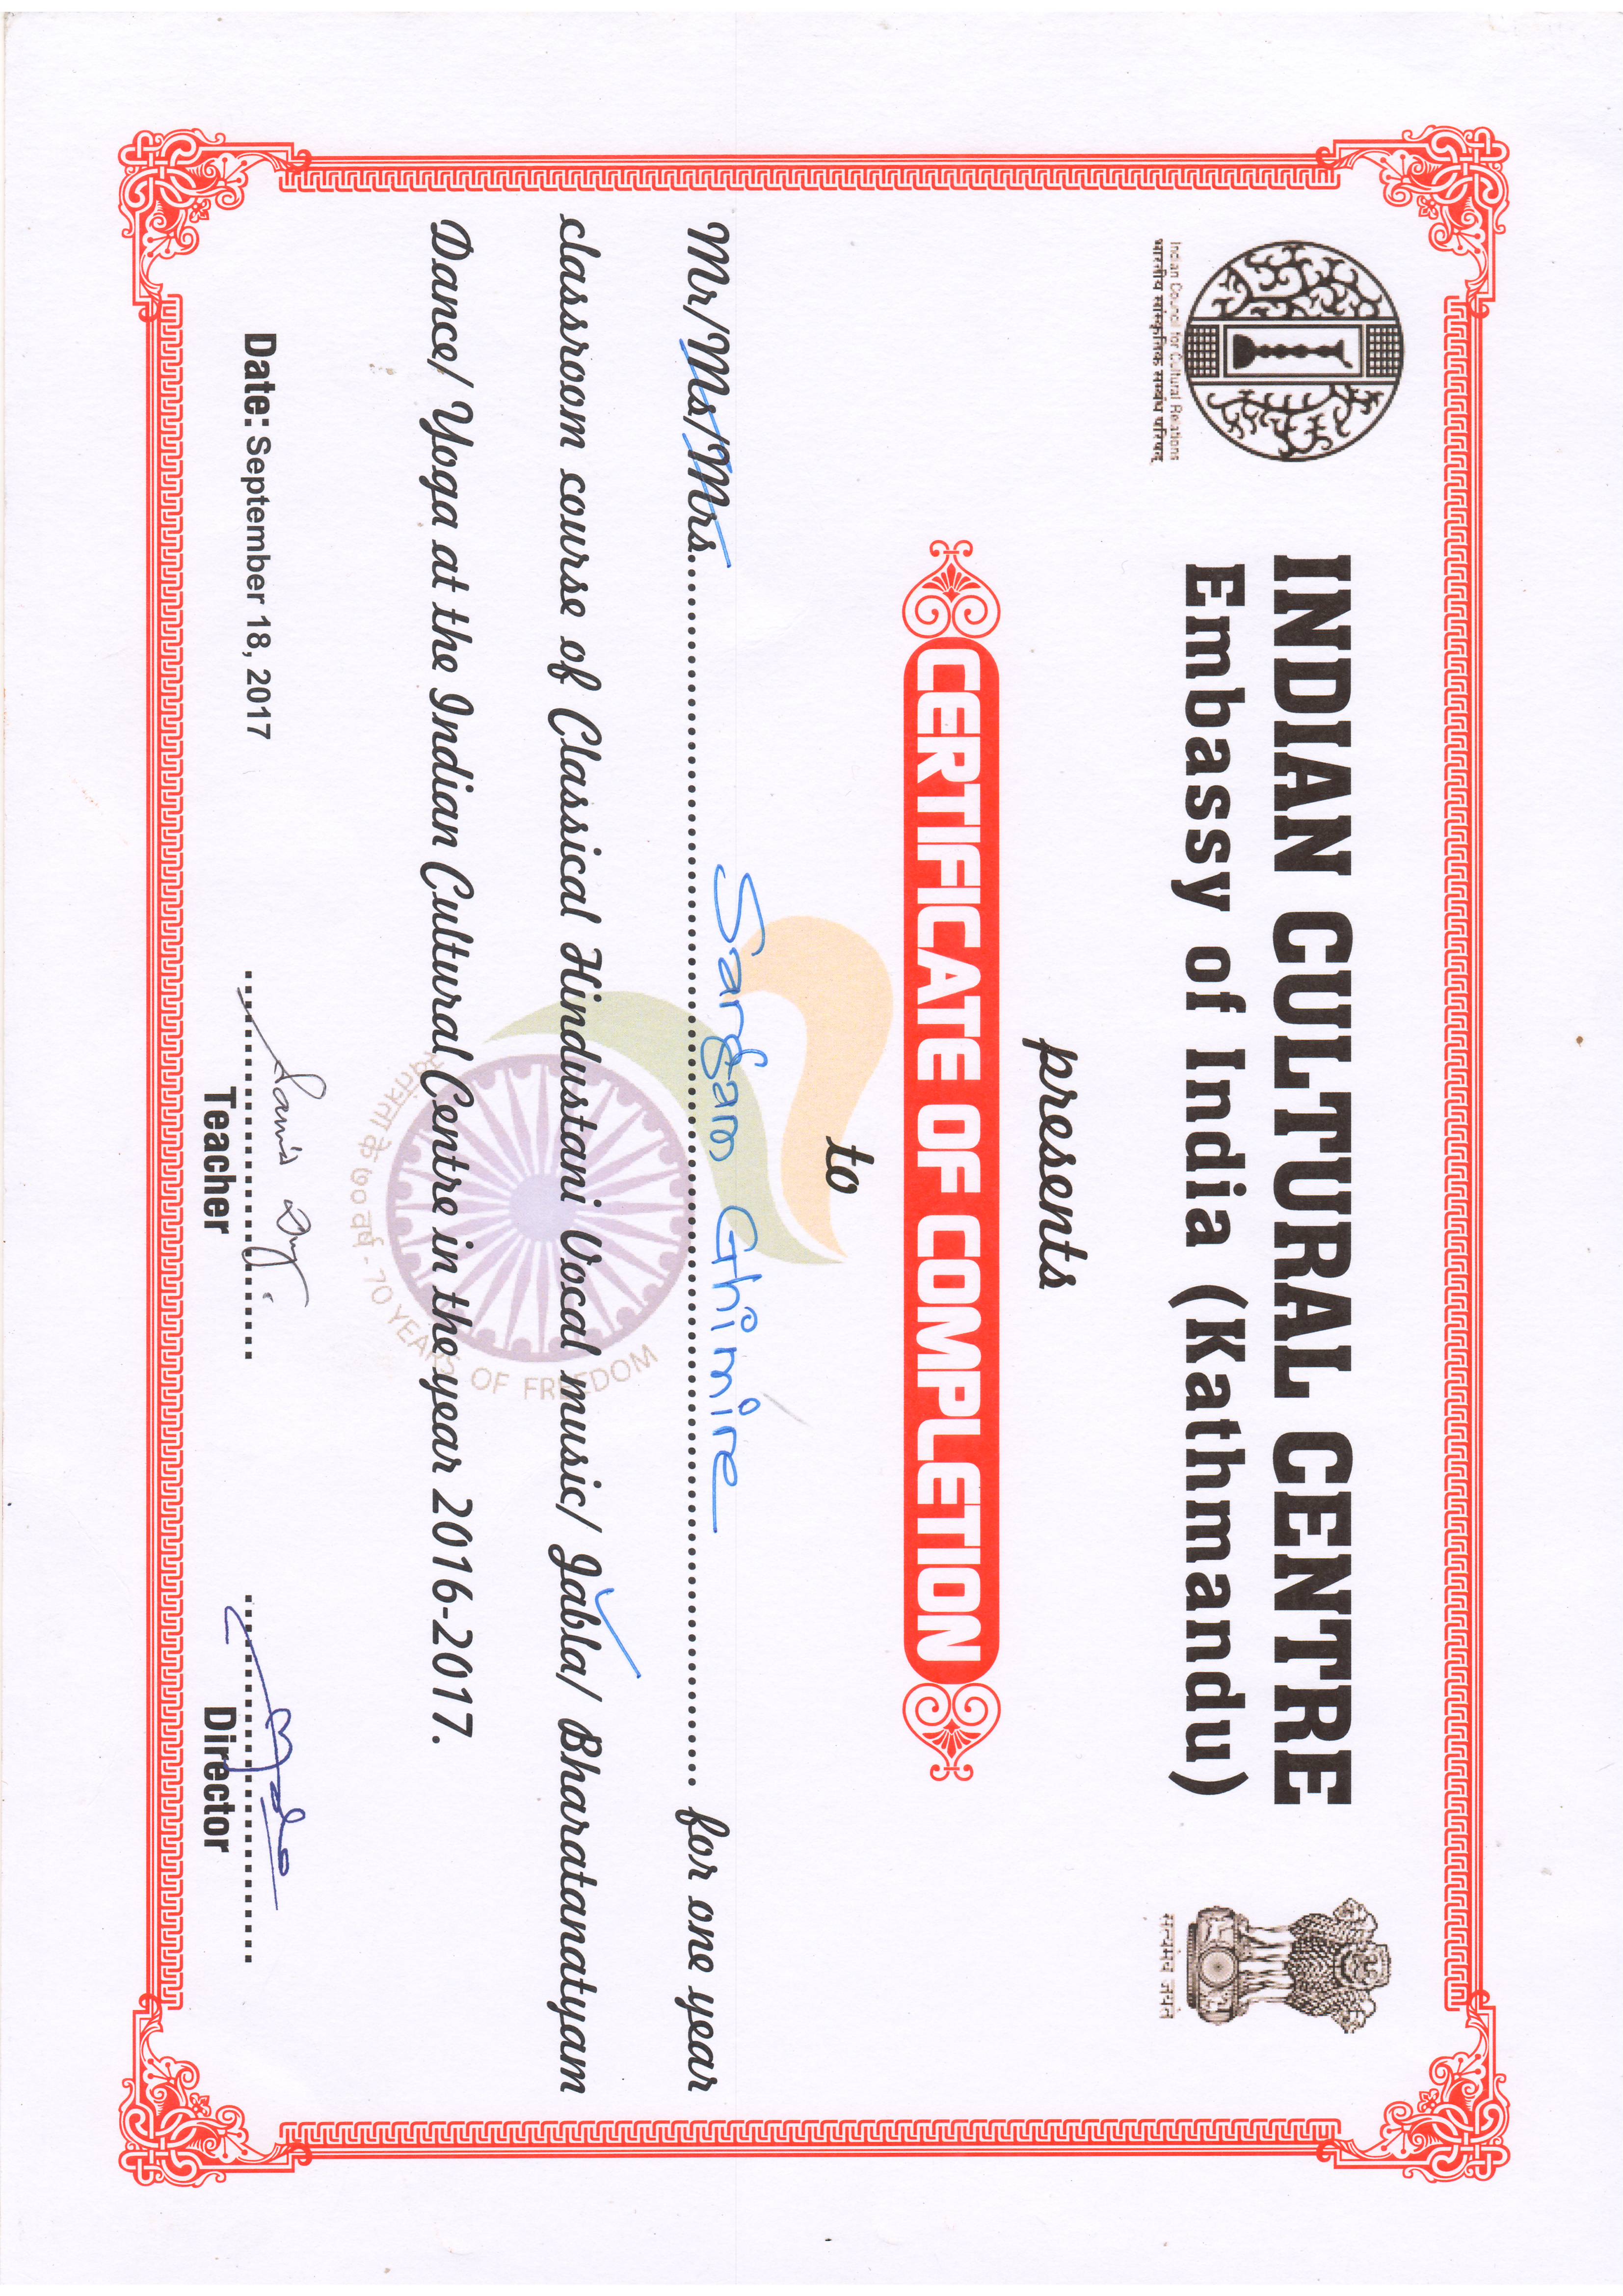 INDIAN CULTURAL CENTRE
Embassy of India (Kathmandu)
Indian Council for Cultural Relations
भारतीय सांस्कृतिक सम्बंध परिषद्
सत्यमेव जयते
presents
CERTIFICATE OF COMPLETION
to
Mr/Ms/Mrs. Sargam Ghimire for one year
classroom course of Classical Hindustani Vocal music/ Tabla/ Bharatanatyam
Dance/ Yoga at the Indian Cultural Centre in the year 2016-2017.
स्वतंत्रता के ७० वर्ष - 70 YEARS OF FREEDOM
Date: September 18, 2017
Teacher
Director